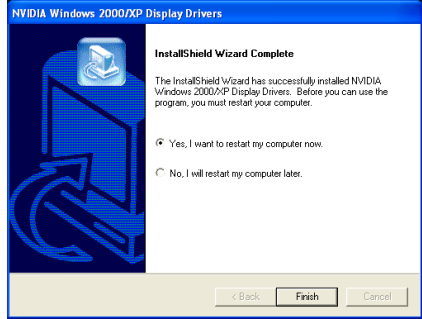 NVIDIA Windows 2000/XP Display Drivers
InstallShield Wizard Complete
The InstallShield Wizard has successfully installed NVIDIA
Windows 2000/XP Display Drivers. Before you can use the
program, you must restart your computer.
Yes, I want to restart my computer now.
No, I will restart my computer later.
< Back Finish Cancel